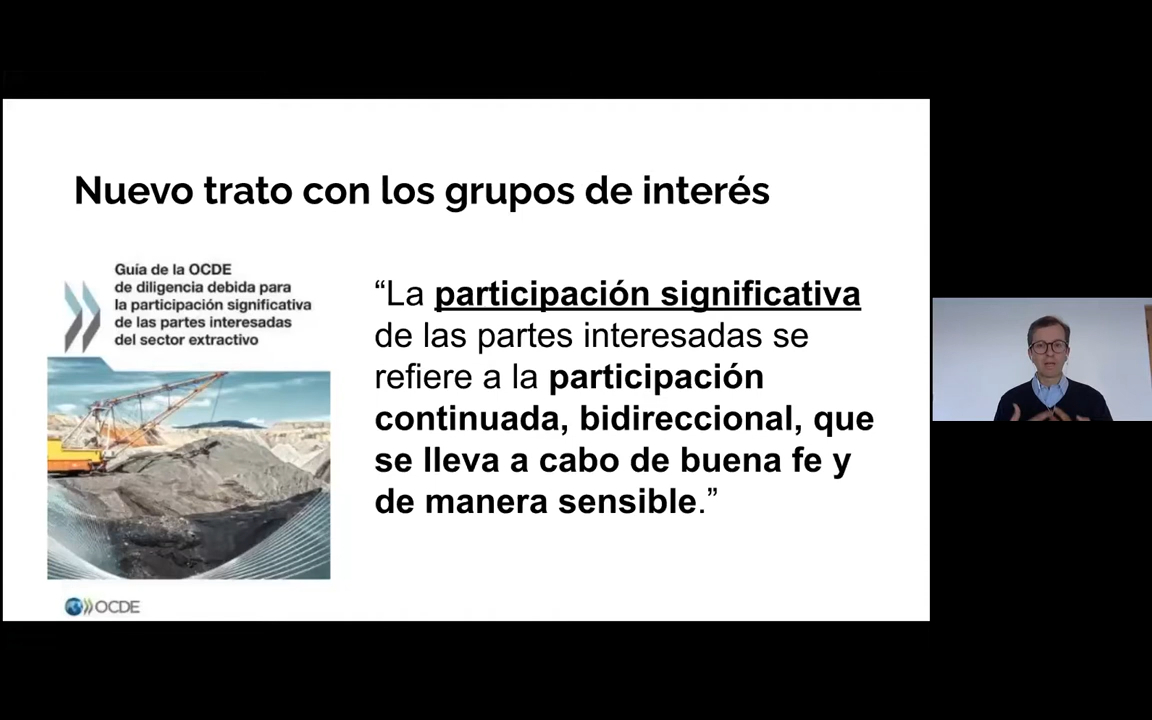 Nuevo trato con los grupos de interés
Guía de la OCDE
de diligencia debida para
la participación significativa
de las partes interesadas
del sector extractivo
OCDE
“La participación significativa
de las partes interesadas se
refiere a la participación
continuada, bidireccional, que
se lleva a cabo de buena fe y
de manera sensible.”